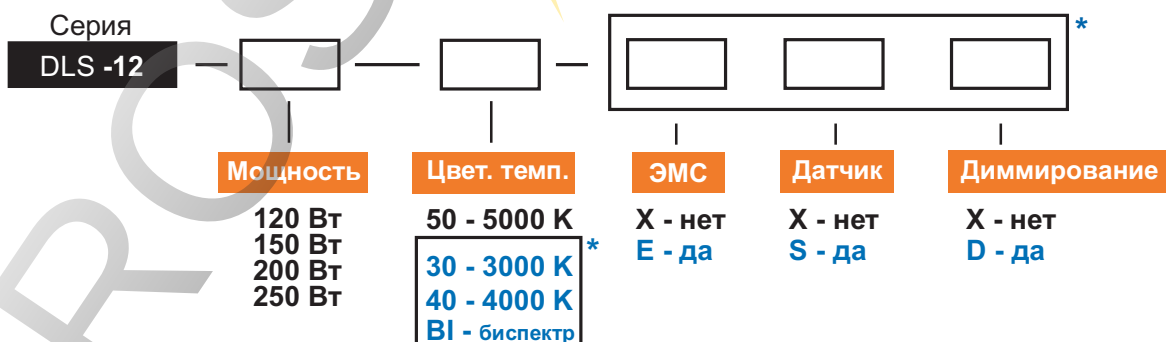 Серия
DLS -12
*
Мощность
120 Вт
150 Вт
200 Вт
250 Вт
Цвет. темп.
50 - 5000 K
*
30 - 3000 K
40 - 4000 K
BI - биспектр
ЭМС
X - нет
E - да
Датчик
X - нет
S - да
Диммирование
X - нет
D - да